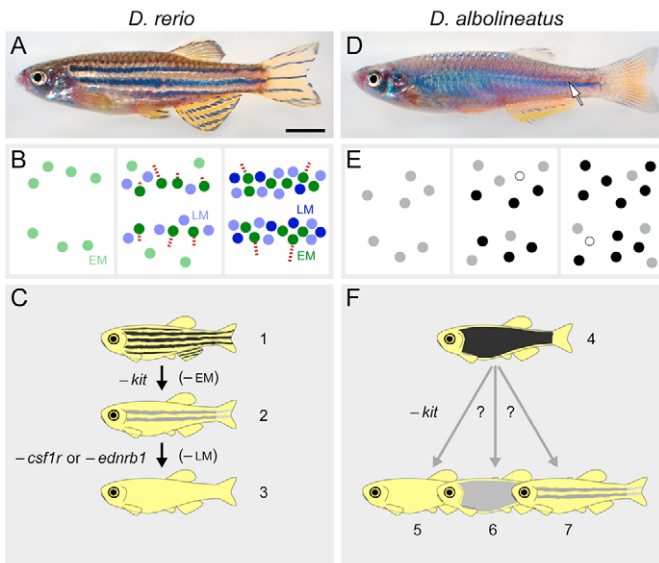 D. rerio
D. albolineatus
A
D
B
LM
EM
LM
EM
E
C
1
– kit
(– EM)
2
– csf1r or – ednrb1
(– LM)
3
F
4
– kit
?
?
5
6
7